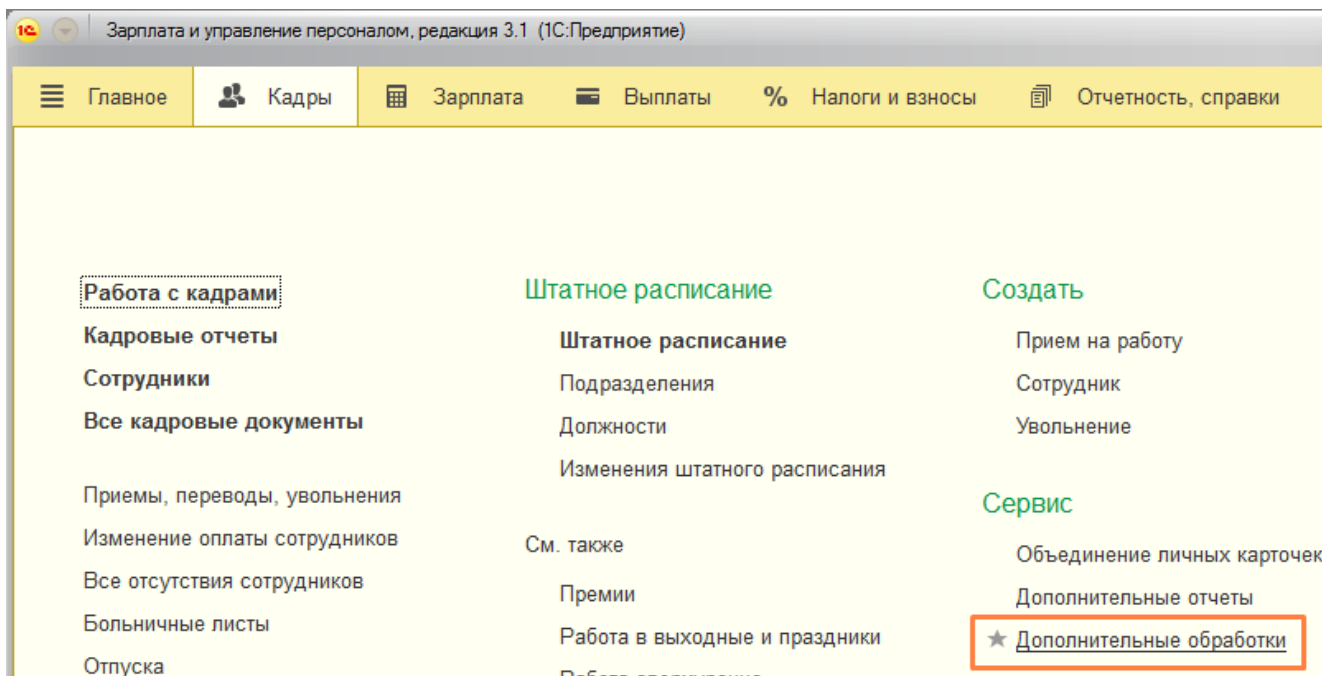 1С Зарплата и управление персоналом, редакция 3.1 (1С:Предприятие)
Главное Кадры Зарплата Выплаты % Налоги и взносы Отчетность, справки
Работа с кадрами
Кадровые отчеты
Сотрудники
Все кадровые документы
Приемы, переводы, увольнения
Изменение оплаты сотрудников
Все отсутствия сотрудников
Больничные листы
Отпуска
Штатное расписание
Штатное расписание
Подразделения
Должности
Изменения штатного расписания
См. также
Премии
Работа в выходные и праздники
Создать
Прием на работу
Сотрудник
Увольнение
Сервис
Объединение личных карточек
Дополнительные отчеты
Дополнительные обработки